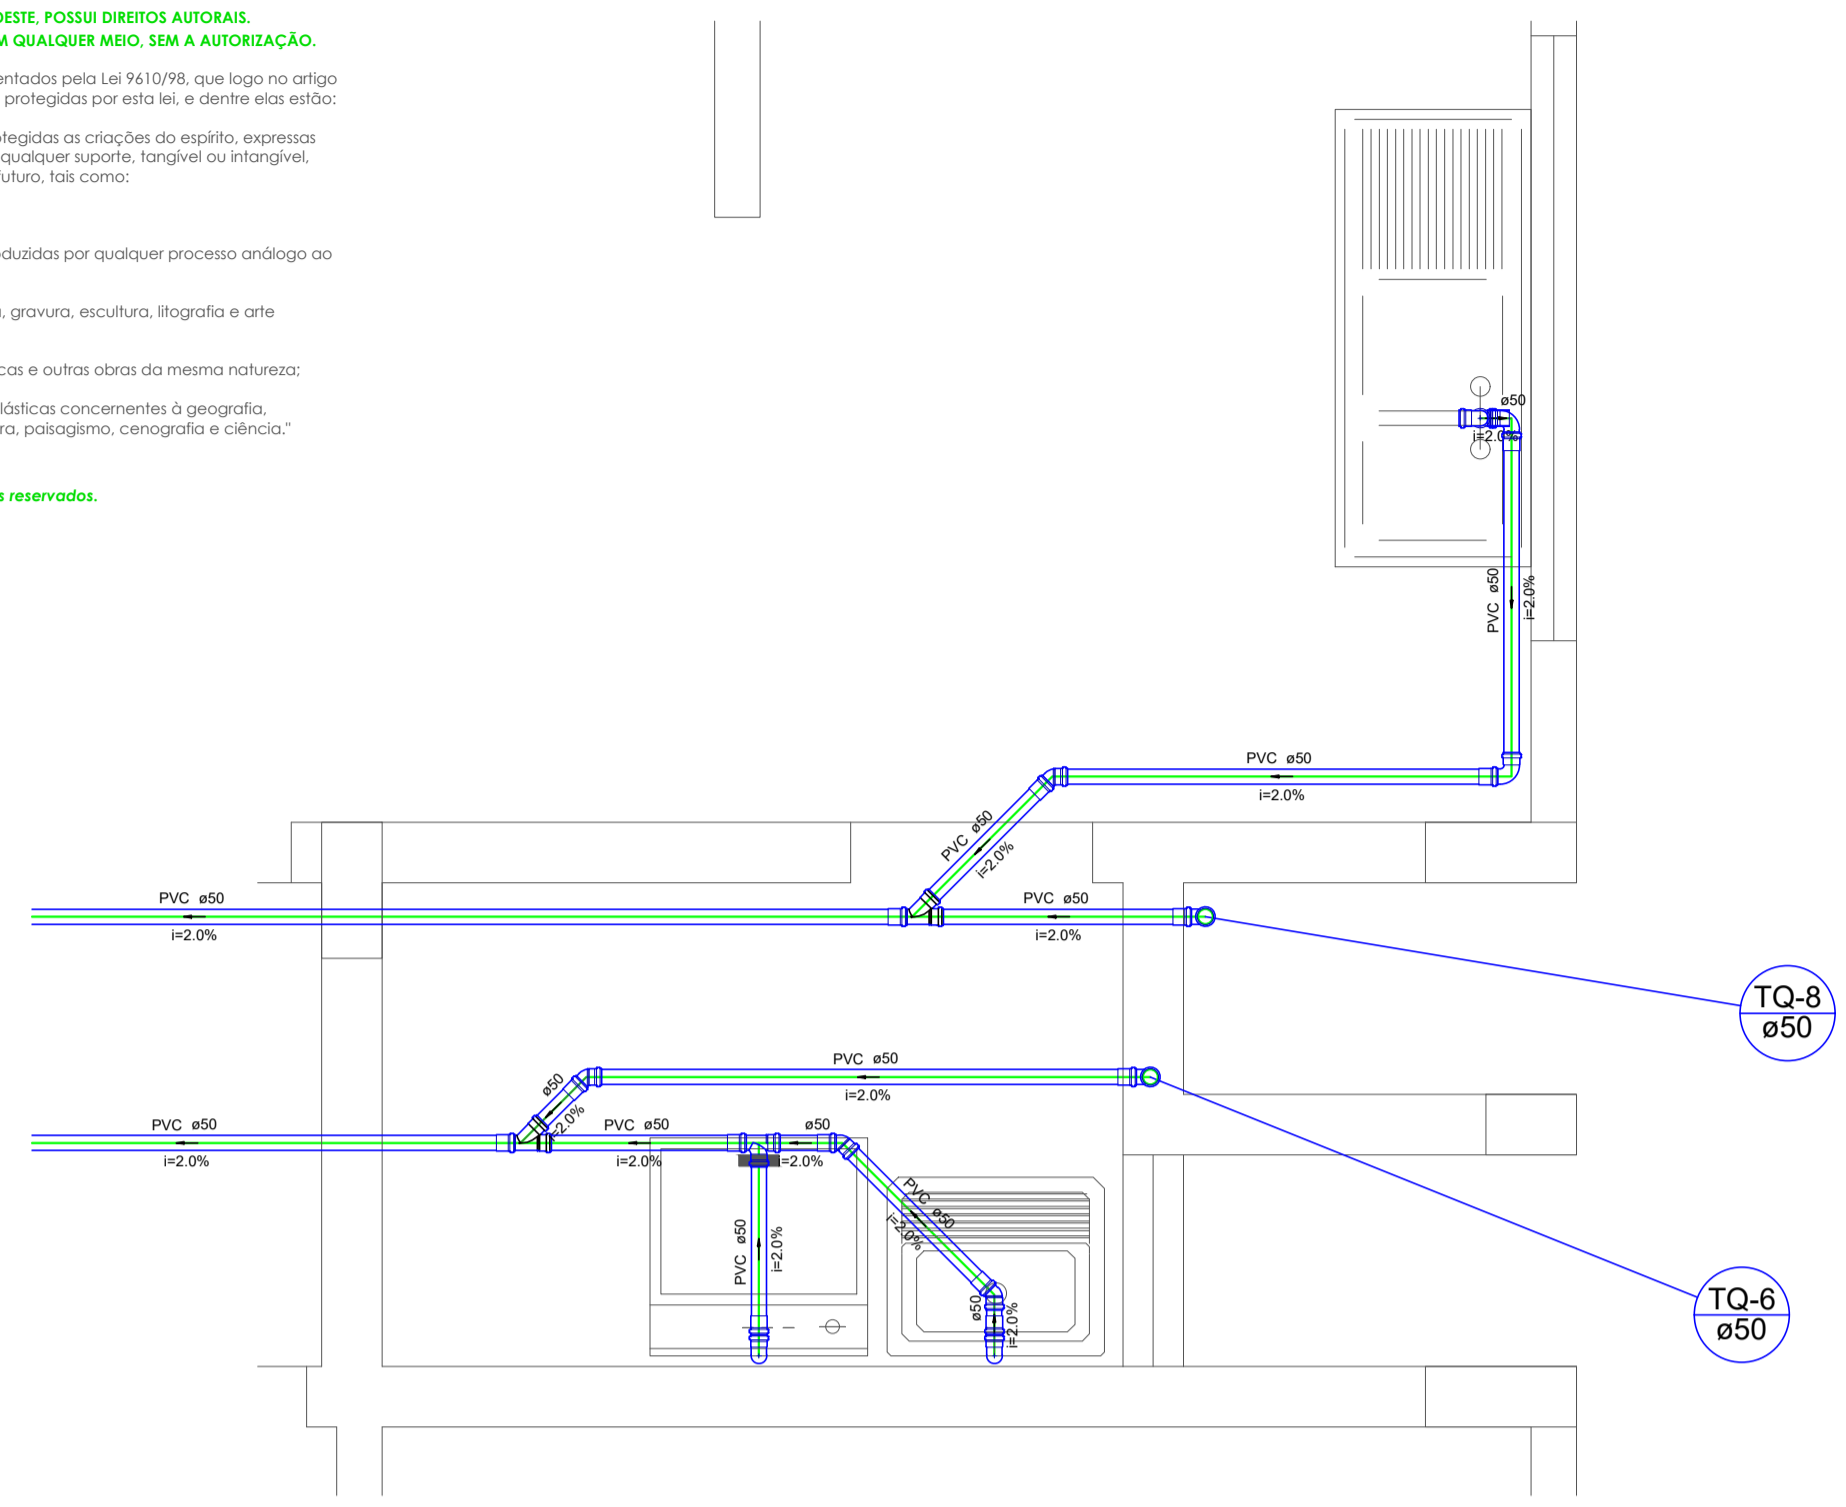 DESTE, POSSUI DIREITOS AUTORAIS.
M QUALQUER MEIO, SEM A AUTORIZAÇÃO.
entados pela Lei 9610/98, que logo no artigo
protegidas por esta lei, e dentre elas estão:
tegidas as criações do espírito, expressas
qualquer suporte, tangível ou intangível,
futuro, tais como:
duzidas por qualquer processo análogo ao
, gravura, escultura, litografia e arte
cas e outras obras da mesma natureza;
lásticas concernentes à geografia,
ra, paisagismo, cenografia e ciência."
s reservados.
ø50
i=2.0%
PVC ø50
i=2.0%
PVC ø50
i=2.0%
PVC ø50
i=2.0%
PVC ø50
i=2.0%
PVC ø50
i=2.0%
TQ-8
ø50
PVC ø50
i=2.0%
ø50
i=2.0%
PVC ø50
i=2.0%
PVC ø50
i=2.0%
ø50
i=2.0%
PVC ø50
i=2.0%
PVC ø50
i=2.0%
ø50
i=2.0%
TQ-6
ø50